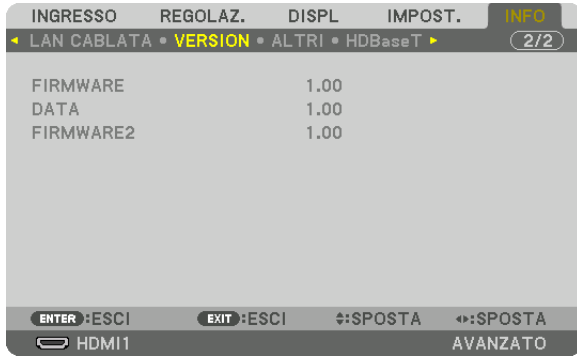 INGRESSO REGOLAZ. DISPL IMPOST. INFO
◄ LAN CABLATA • VERSION • ALTRI • HDBaseT ► 2/2
FIRMWARE 1.00
DATA 1.00
FIRMWARE2 1.00
ENTER :ESCI EXIT :ESCI ♦:SPOSTA ◄►:SPOSTA
HDMI1 AVANZATO